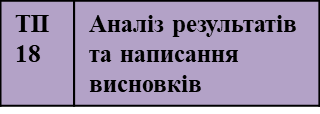 ТП Аналіз результатів
18 та написання
висновків